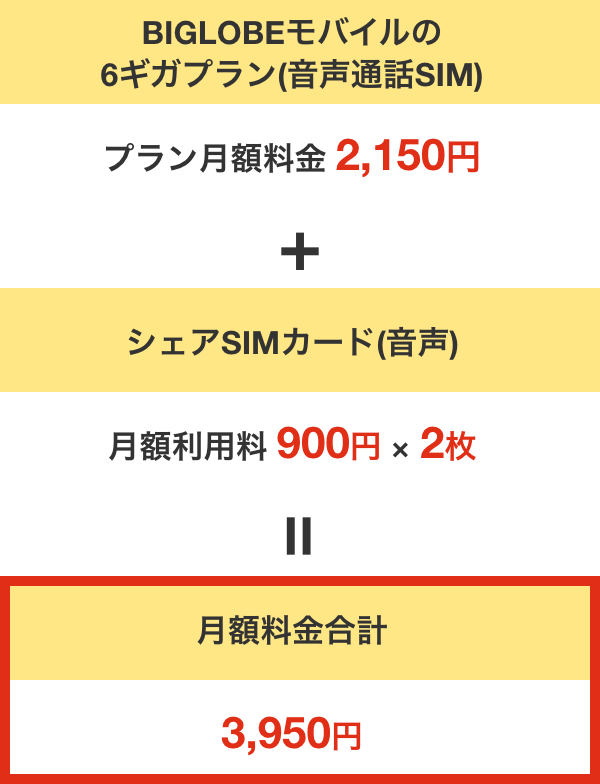 BIGLOBEモバイルの
6ギガプラン(音声通話SIM)
プラン月額料金 2,150円
+
シェアSIMカード(音声)
月額利用料 900円 × 2枚
=
月額料金合計
3,950円